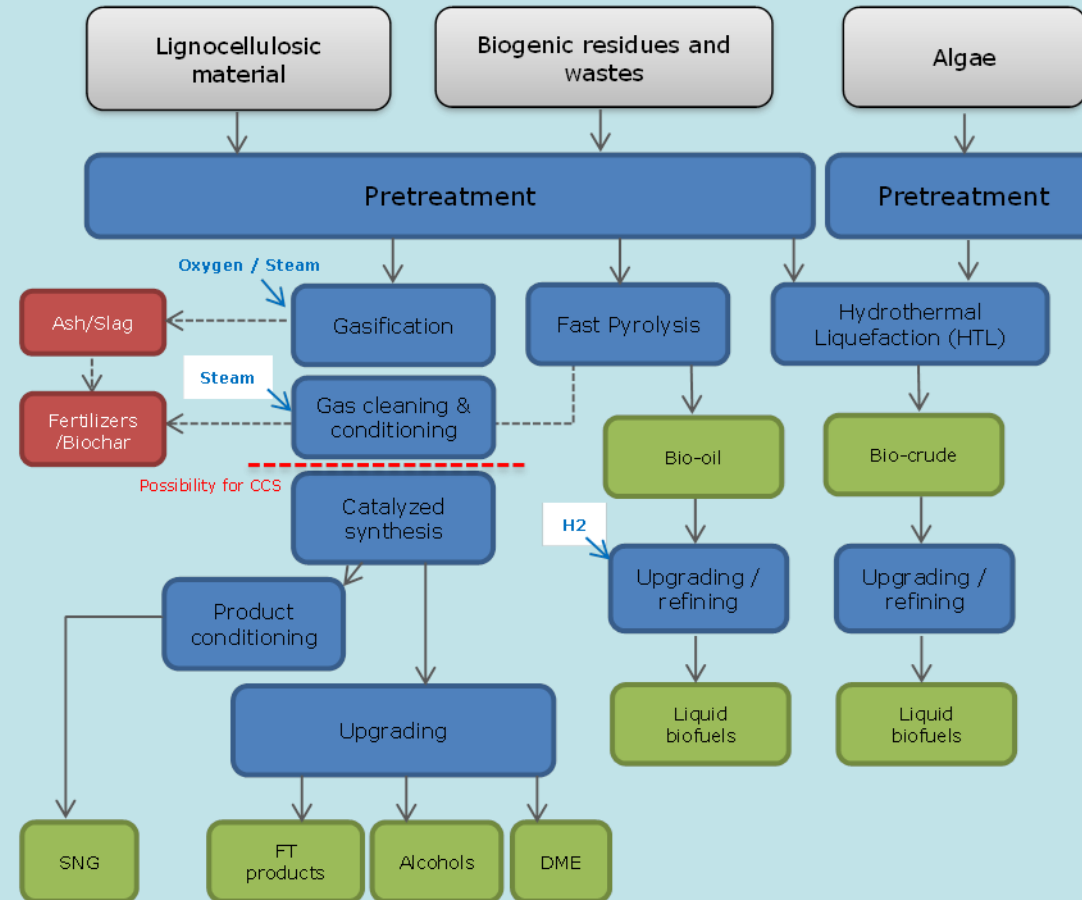 Lignocellulosic
material
Biogenic residues and
wastes
Algae
Pretreatment
Pretreatment
Oxygen / Steam
Ash/Slag
Gasification
Fast Pyrolysis
Hydrothermal
Liquefaction (HTL)
Steam
Fertilizers
/Biochar
Gas cleaning &
conditioning
Bio-oil
Bio-crude
Possibility for CCS
Catalyzed
synthesis
H2
Upgrading /
refining
Upgrading /
refining
Product
conditioning
Upgrading
Liquid
biofuels
Liquid
biofuels
SNG
FT
products
Alcohols
DME